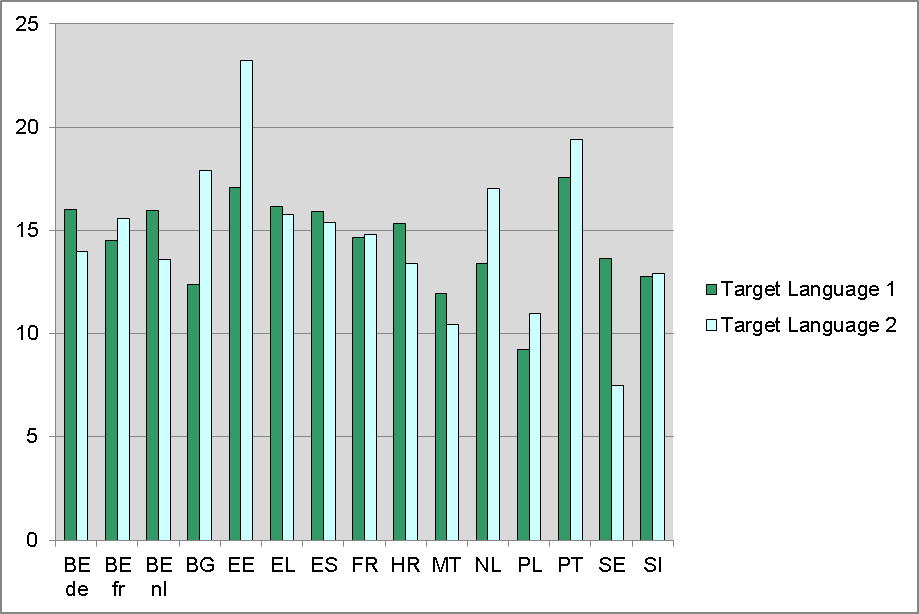 25
20
15
10
5
0
BE BE BE BG EE EL ES FR HR MT NL PL PT SE SI
de fr nl
Target Language 1
Target Language 2